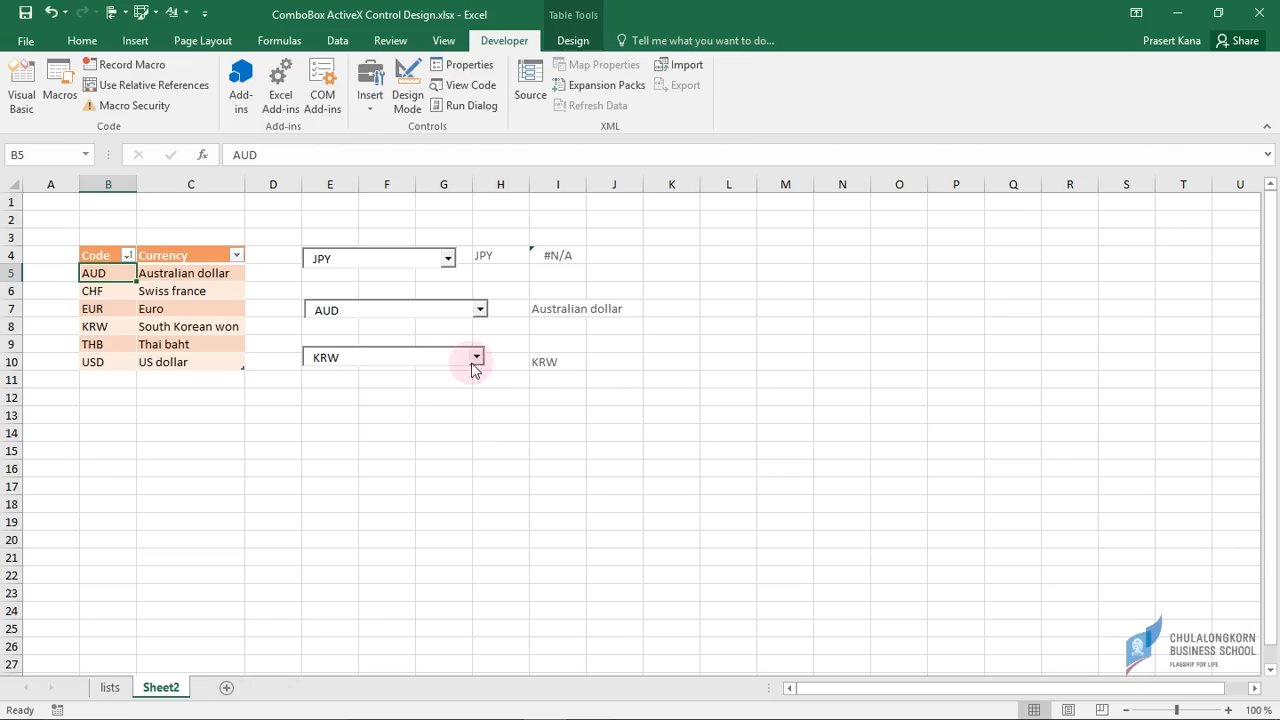 ComboBox ActiveX Control Design.xlsx - Excel
Table Tools
File
Home
Insert
Page Layout
Formulas
Data
Review
View
Developer
Design
Tell me what you want to do...
Prasert Kana
Share
Visual Basic
Macros
Record Macro
Use Relative References
Macro Security
Code
Add-ins
Excel Add-ins
COM Add-ins
Add-ins
Insert
Design Mode
Properties
View Code
Run Dialog
Controls
Source
Map Properties
Expansion Packs
Refresh Data
Import
Export
XML
B5
fx
AUD
A B C D E F G H I J K L M N O P Q R S T U
1
2
3
4 Code Currency JPY JPY #N/A
5 AUD Australian dollar
6 CHF Swiss france
7 EUR Euro AUD Australian dollar
8 KRW South Korean won
9 THB Thai baht KRW
10 USD US dollar KRW
11
12
13
14
15
16
17
18
19
20
21
22
23
24
25
26
27
CHULALONGKORN
BUSINESS SCHOOL
FLAGSHIP FOR LIFE
lists
Sheet2
Ready
100 %